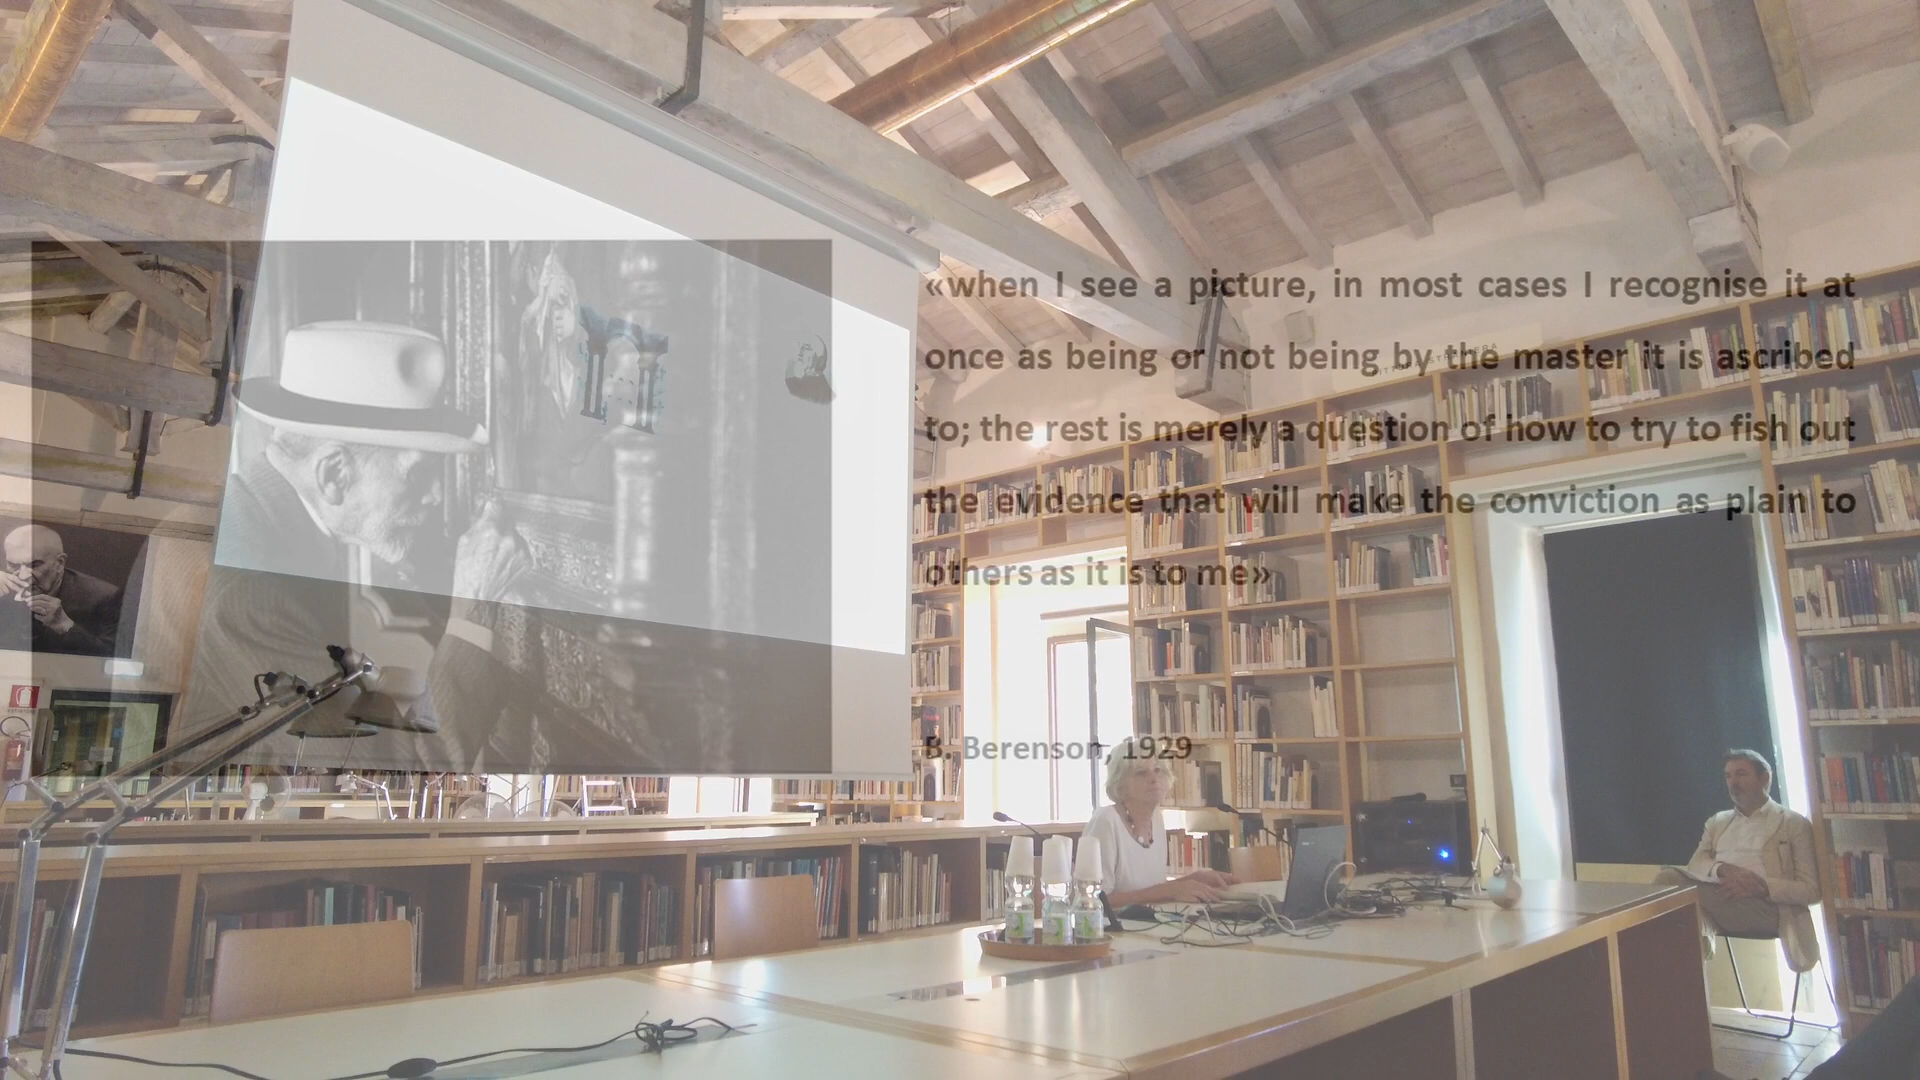 «when I see a picture, in most cases I recognise it at
once as being or not being by the master it is ascribed
to; the rest is merely a question of how to try to fish out
the evidence that will make the conviction as plain to
others as it is to me»
B. Berenson, 1929